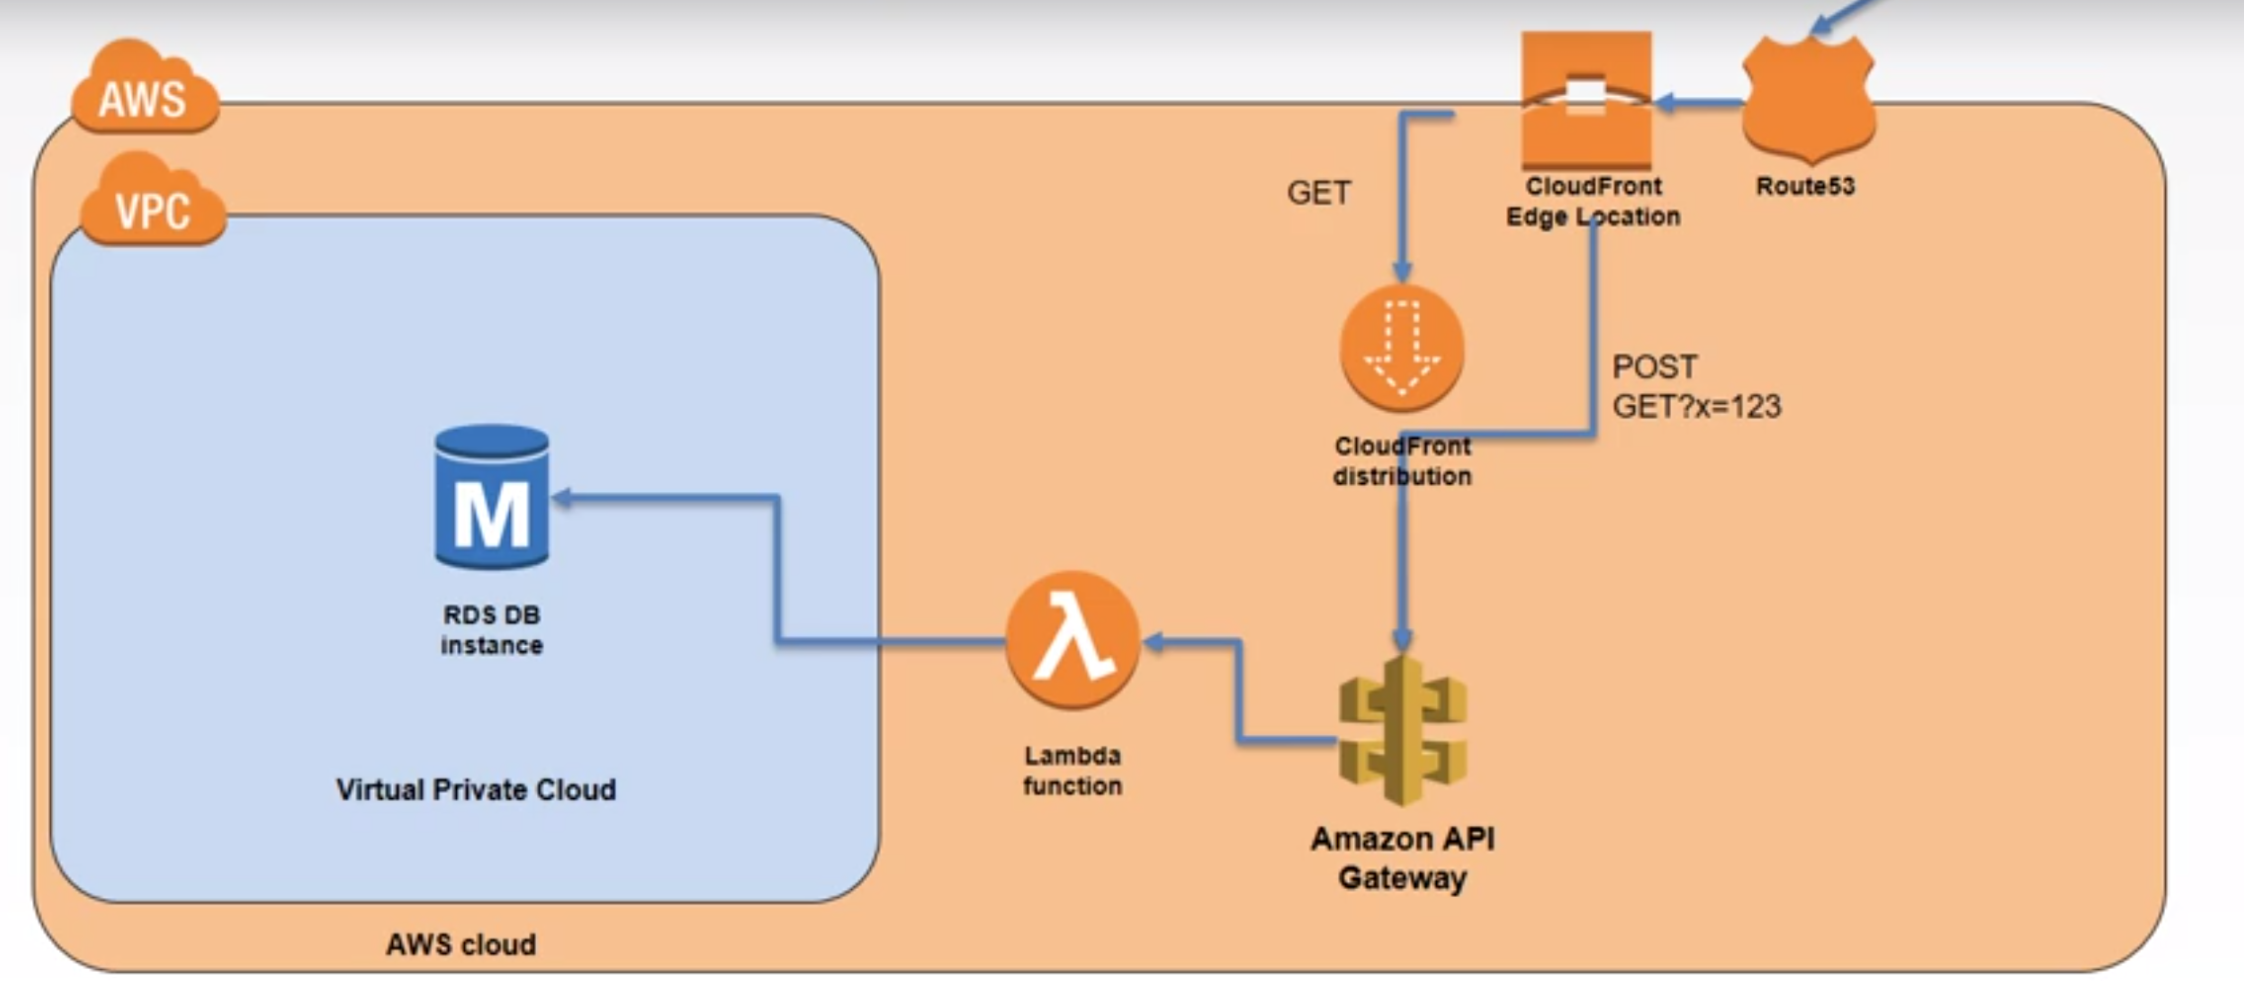 AWS
VPC
CloudFront
Edge Location
Route53
GET
POST
GET?x=123
CloudFront
distribution
M
RDS DB
instance
λ
Lambda
function
Virtual Private Cloud
Amazon API
Gateway
AWS cloud